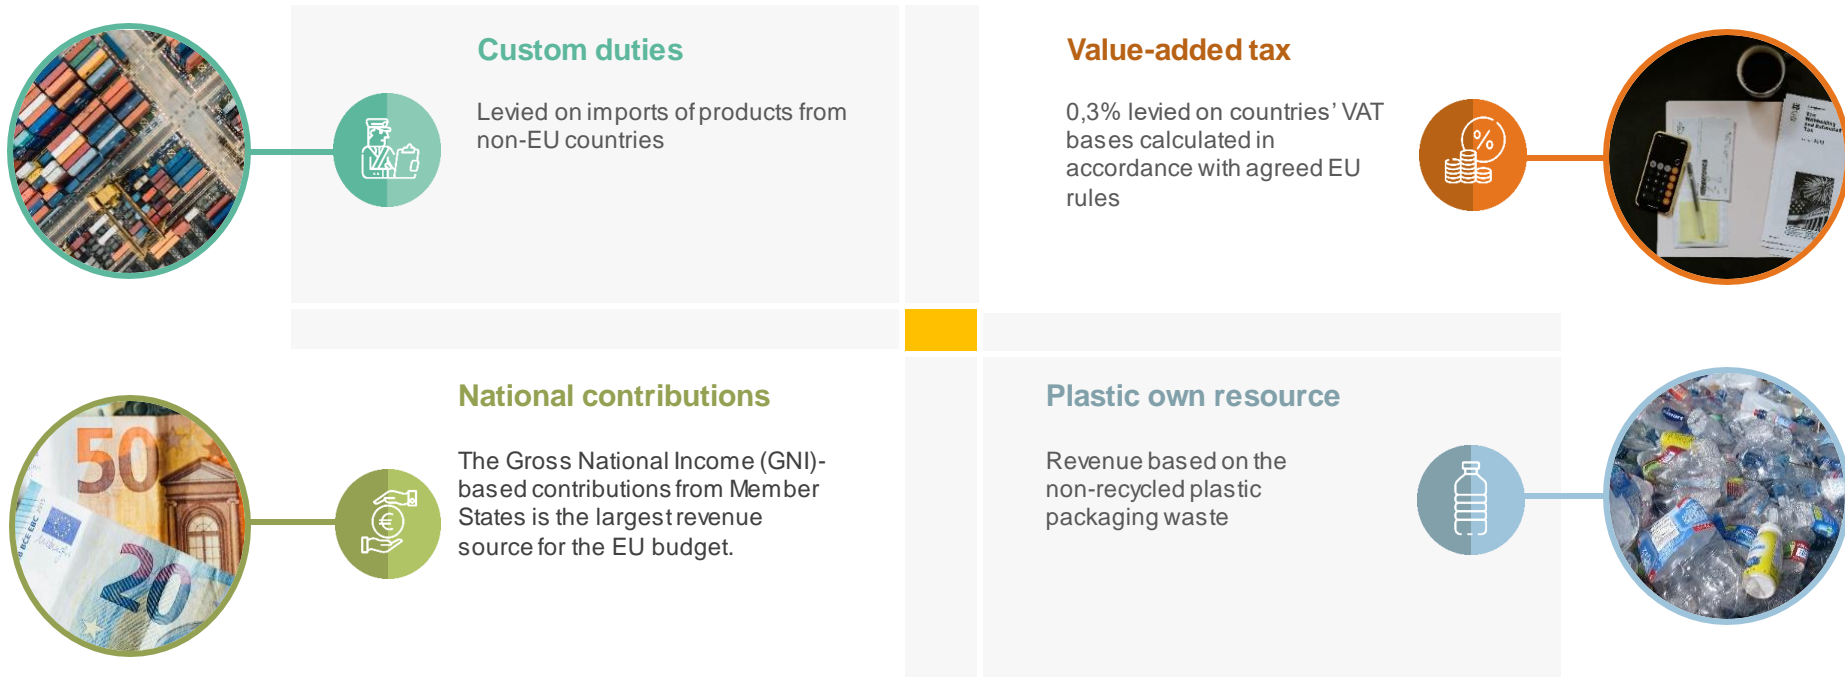 Custom duties
Levied on imports of products from
non-EU countries
Value-added tax
0,3% levied on countries’ VAT
bases calculated in
accordance with agreed EU
rules
%
National contributions
The Gross National Income (GNI)-
based contributions from Member
States is the largest revenue
source for the EU budget.
€
50
20
Plastic own resource
Revenue based on the
non-recycled plastic
packaging waste